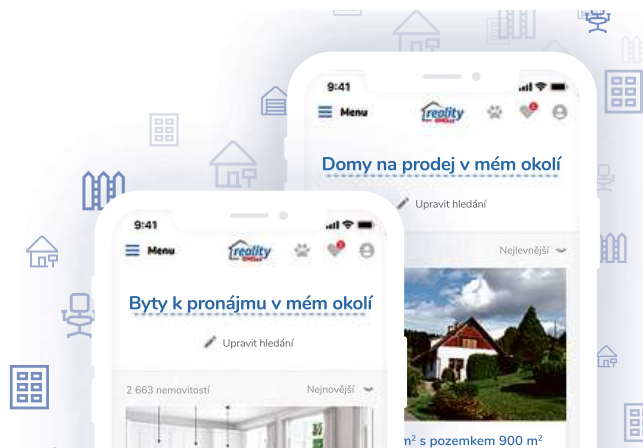 9:41
Menu
reality
Domy na prodej v mém okolí
Upravit hledání
Nejlevnější
m² s pozemkem 900 m²
9:41
Menu
reality
Byty k pronájmu v mém okolí
Upravit hledání
2 663 nemovitostí
Nejnovější